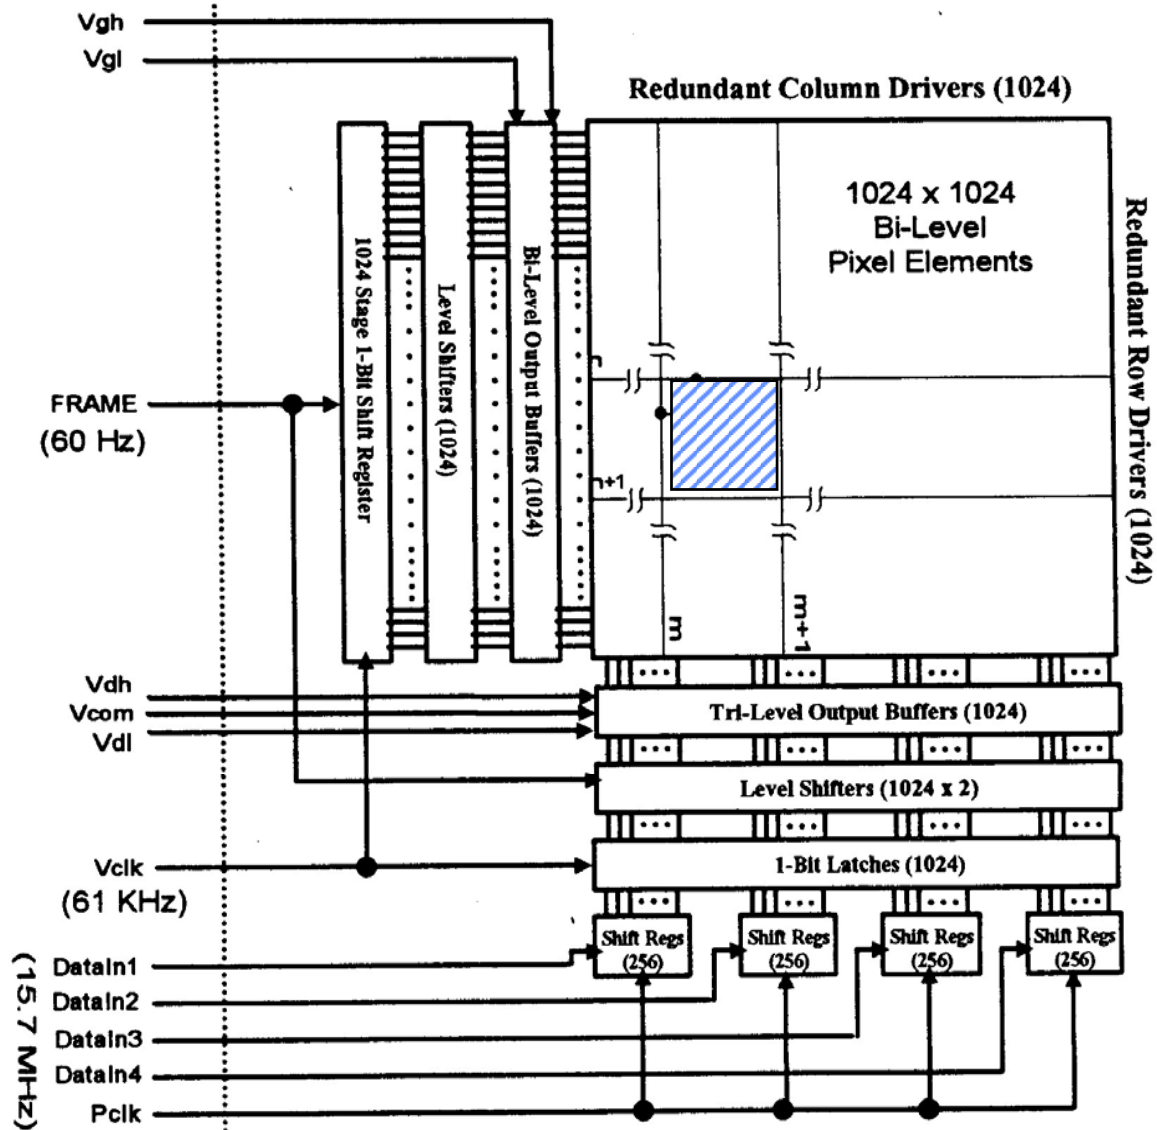 Vgh
Vgl
Redundant Column Drivers (1024)
1024 x 1024
Bi-Level
Pixel Elements
Redundant Row Drivers (1024)
1024 Stage 1-Bit Shift Register
Level Shifters (1024)
Bi-Level Output Buffers (1024)
n
n+1
m
m+1
FRAME
(60 Hz)
Vdh
Vcom
Vdl
Tri-Level Output Buffers (1024)
Level Shifters (1024 x 2)
Vclk
(61 KHz)
1-Bit Latches (1024)
Shift Regs
(256)
Shift Regs
(256)
Shift Regs
(256)
Shift Regs
(256)
DataIn1
DataIn2
DataIn3
DataIn4
Pclk
(15.7 MHz)